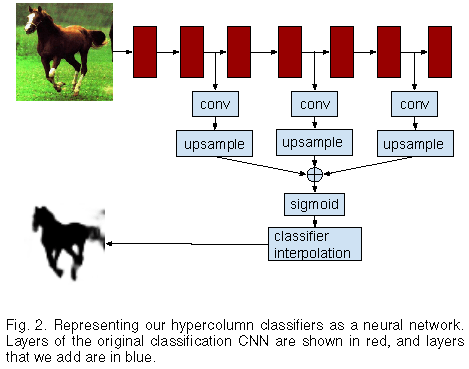 conv
conv
conv
upsample
upsample
upsample
sigmoid
classifier
interpolation
Fig. 2. Representing our hypercolumn classifiers as a neural network.
Layers of the original classification CNN are shown in red, and layers
that we add are in blue.